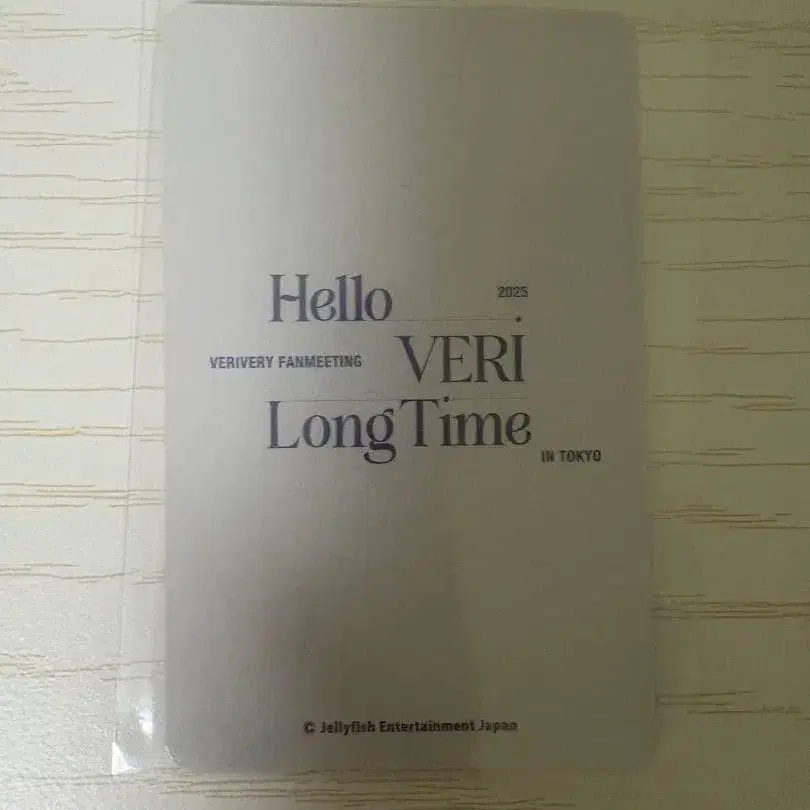 Hello
2025
VERIVERY FANMEETING
VERI
Long Time
IN TOKYO
© Jellyfish Entertainment Japan